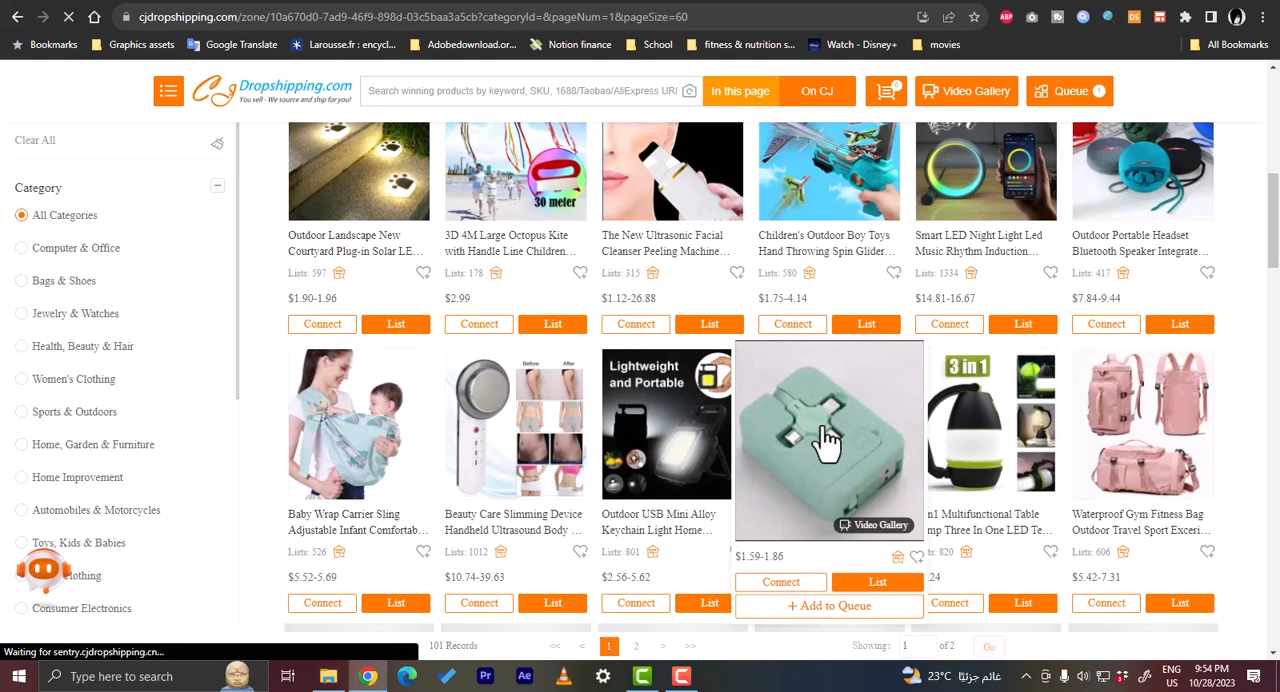 cjdropshipping.com/zone/10a670d0-7ad9-46f9-898d-03c5baa3a5cb?categoryId=&pageNum=1&pageSize=60
ABP
DS
Bookmarks
Graphics assets
Google Translate
Larousse.fr: encycl...
Adobedownload.org...
Notion finance
School
fitness & nutrition s...
Watch - Disney+
movies
All Bookmarks
CJ Dropshipping.com
You sell - We source and ship for you!
Search winning products by keyword, SKU, 1688/Taobao/AliExpress URL
In this page
On CJ
0
Video Gallery
Queue 1
Clear All
Category
All Categories
Computer & Office
Bags & Shoes
Jewelry & Watches
Health, Beauty & Hair
Women's Clothing
Sports & Outdoors
Home, Garden & Furniture
Home Improvement
Automobiles & Motorcycles
Toys, Kids & Babies
Clothing
Consumer Electronics
30 meter
Outdoor Landscape New
Courtyard Plug-in Solar LE...
Lists: 597
$1.90-1.96
Connect
List
3D 4M Large Octopus Kite
with Handle Line Children...
Lists: 178
$2.99
Connect
List
The New Ultrasonic Facial
Cleanser Peeling Machine...
Lists: 315
$1.12-26.88
Connect
List
Children's Outdoor Boy Toys
Hand Throwing Spin Glider...
Lists: 580
$1.75-4.14
Connect
List
Smart LED Night Light Led
Music Rhythm Induction...
Lists: 1334
$14.81-16.67
Connect
List
Outdoor Portable Headset
Bluetooth Speaker Integrate...
Lists: 417
$7.84-9.44
Connect
List
Baby Wrap Carrier Sling
Adjustable Infant Comfortab...
Lists: 526
$5.52-5.69
Connect
List
Before
After
Beauty Care Slimming Device
Handheld Ultrasound Body ...
Lists: 1012
$10.74-39.63
Connect
List
Lightweight
and Portable
Outdoor USB Mini Alloy
Keychain Light Home...
Lists: 801
$2.56-5.62
Connect
List
Video Gallery
$1.59-1.86
Connect
List
+ Add to Queue
3 in 1
n1 Multifunctional Table
mp Three In One LED Te...
820
.24
Connect
List
Waterproof Gym Fitness Bag
Outdoor Travel Sport Exerci...
Lists: 606
$5.42-7.31
Connect
List
101 Records
<<
<
1
2
>
>>
Showing:
1
of 2
Go
Waiting for sentry.cjdropshipping.cn...
Type here to search
Pr
Ae
23°C
غائم جزئيًا
ENG
US
9:54 PM
10/28/2023